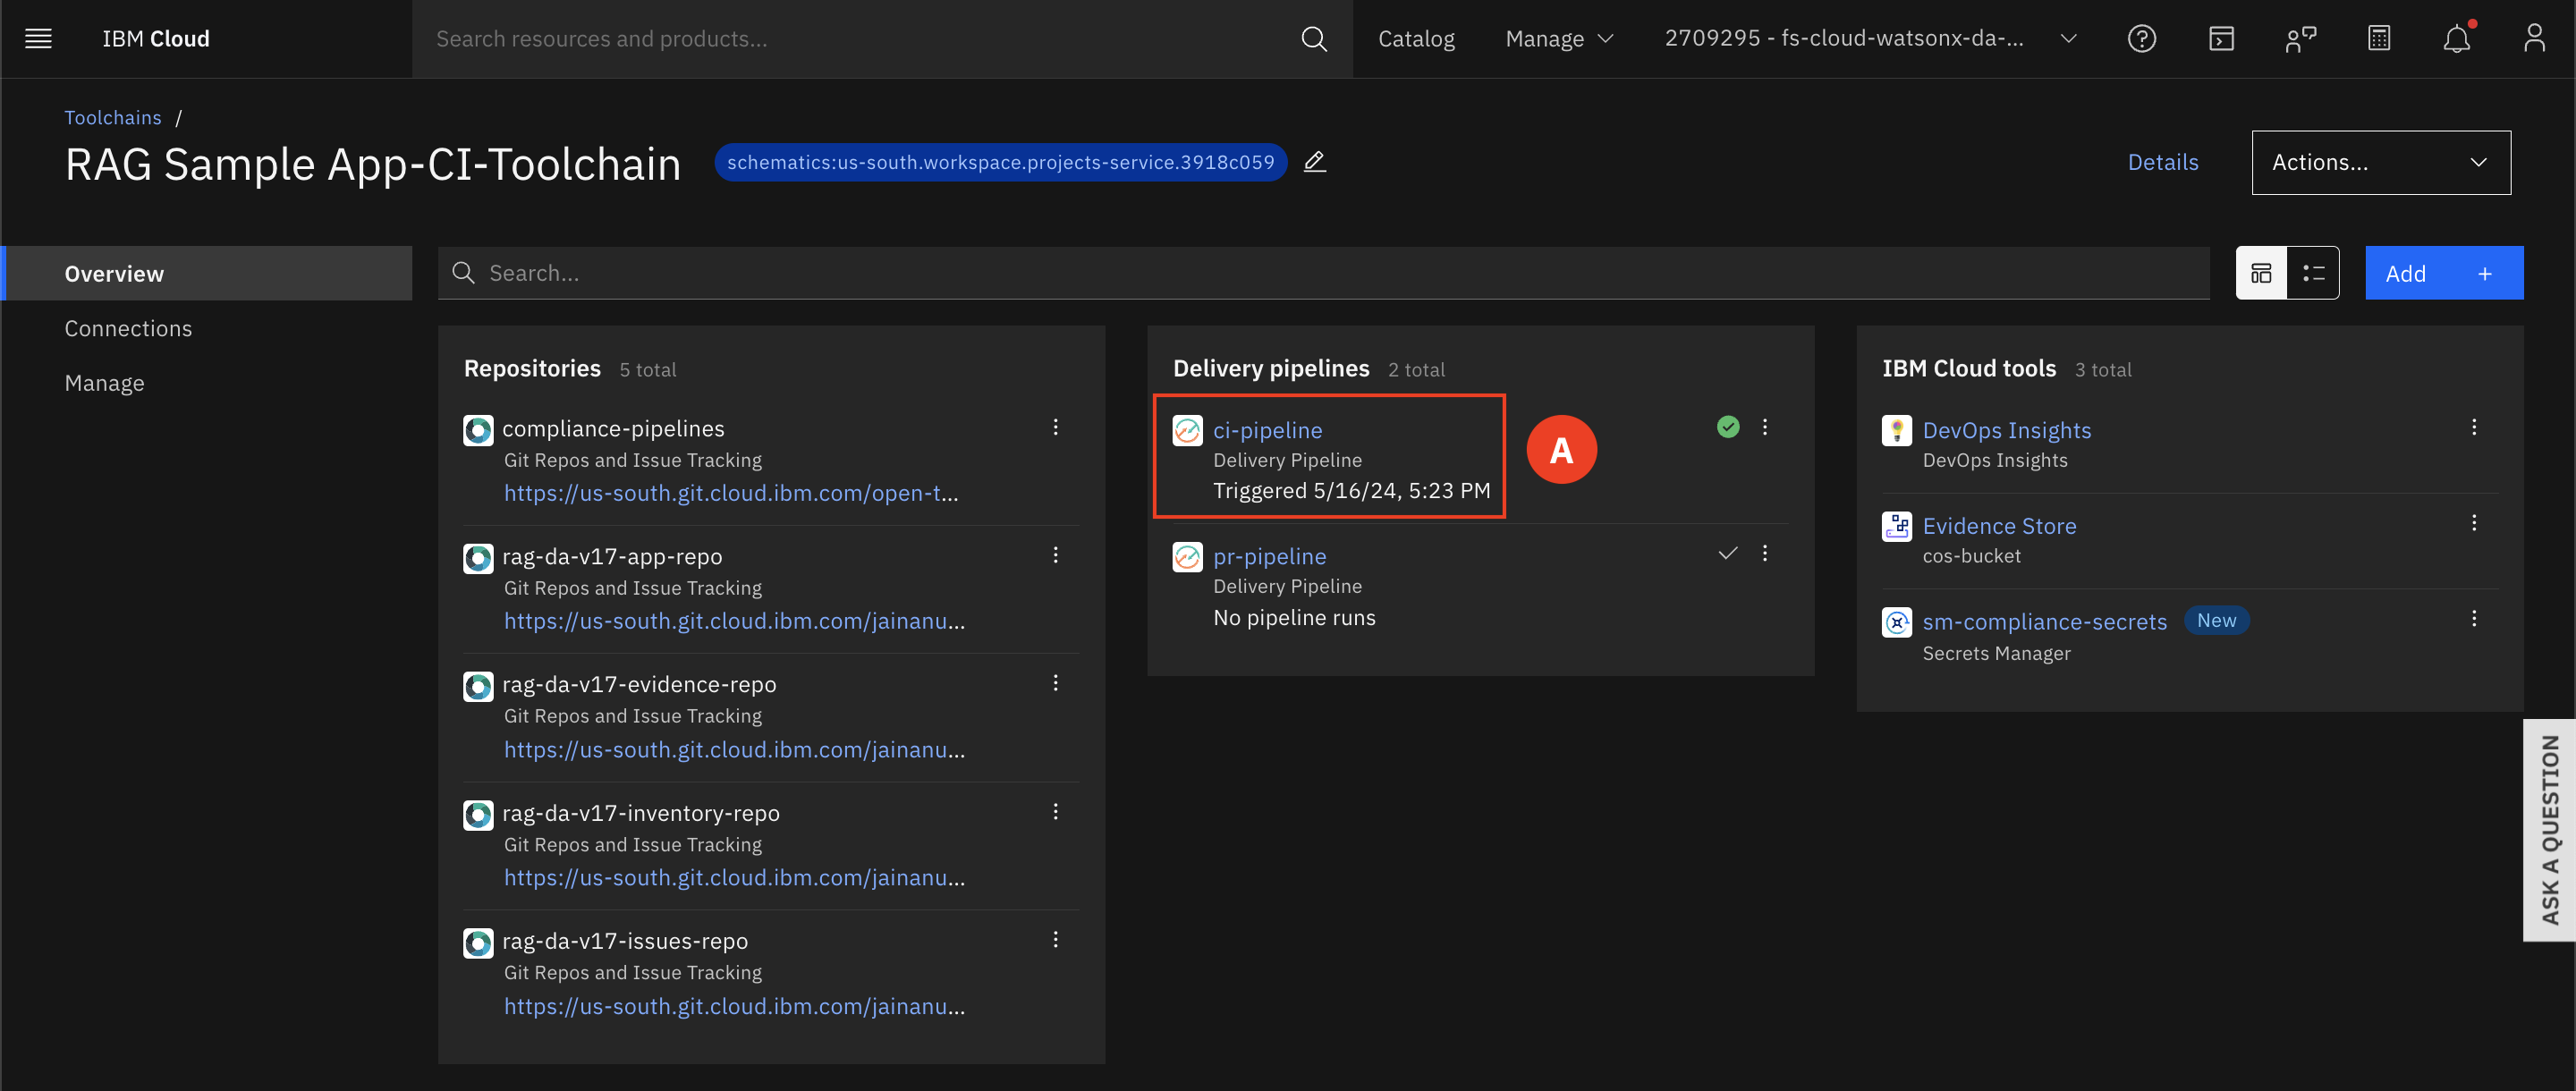 IBM Cloud
Search resources and products...
Catalog
Manage
2709295 - fs-cloud-watsonx-da-...
Toolchains /
RAG Sample App-CI-Toolchain
schematics:us-south.workspace.projects-service.3918c059
Details
Actions...
Overview
Connections
Manage
Search...
Add +
Repositories 5 total
compliance-pipelines
Git Repos and Issue Tracking
https://us-south.git.cloud.ibm.com/open-t...
rag-da-v17-app-repo
Git Repos and Issue Tracking
https://us-south.git.cloud.ibm.com/jainanu...
rag-da-v17-evidence-repo
Git Repos and Issue Tracking
https://us-south.git.cloud.ibm.com/jainanu...
rag-da-v17-inventory-repo
Git Repos and Issue Tracking
https://us-south.git.cloud.ibm.com/jainanu...
rag-da-v17-issues-repo
Git Repos and Issue Tracking
https://us-south.git.cloud.ibm.com/jainanu...
Delivery pipelines 2 total
ci-pipeline
Delivery Pipeline
Triggered 5/16/24, 5:23 PM
A
pr-pipeline
Delivery Pipeline
No pipeline runs
IBM Cloud tools 3 total
DevOps Insights
DevOps Insights
Evidence Store
cos-bucket
sm-compliance-secrets New
Secrets Manager
ASK A QUESTION